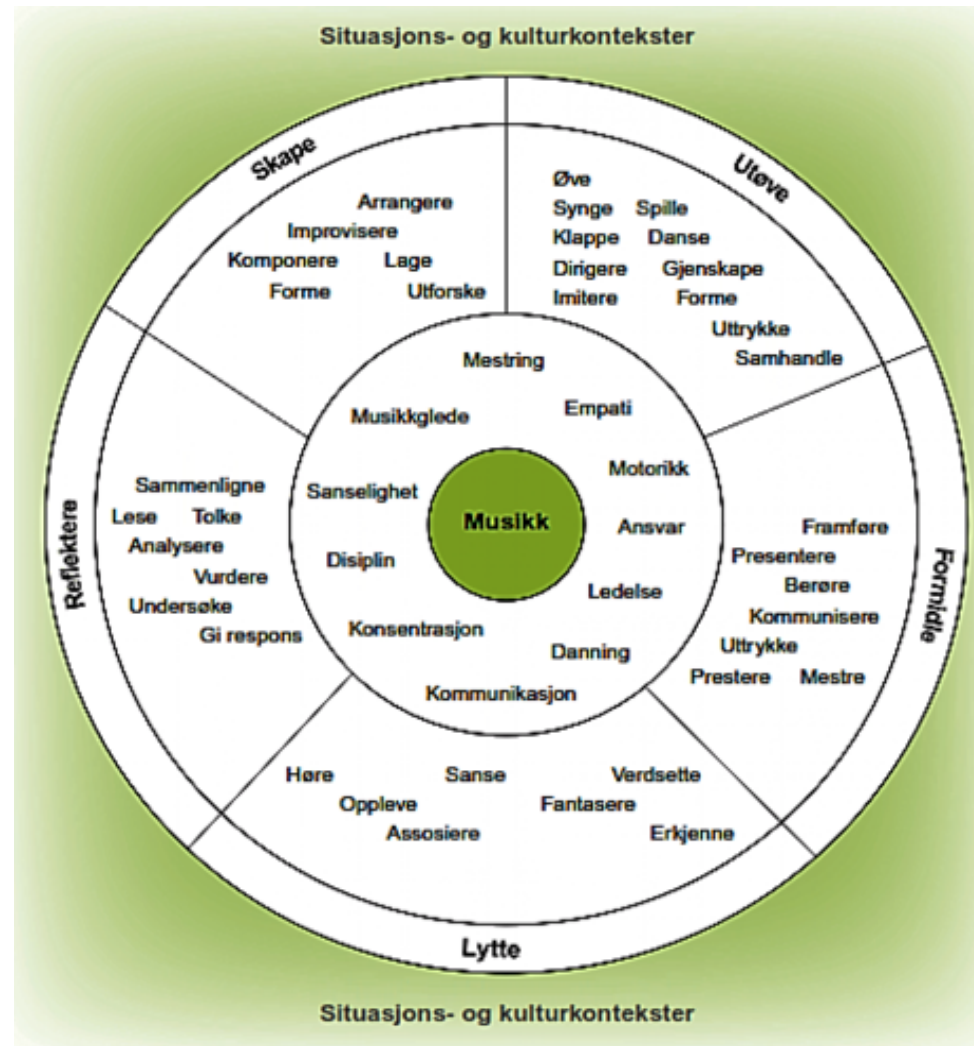 Situasjons- og kulturkontekster
Skape
Arrangere
Improvisere
Komponere Lage
Forme Utforske
Utøve
Øve
Synge Spille
Klappe Danse
Dirigere Gjenskape
Imitere Forme
Uttrykke
Samhandle
Formidle
Framføre
Presentere
Berøre
Kommunisere
Uttrykke
Prestere Mestre
Lytte
Høre Sanse Verdsette
Oppleve Fantasere
Assosiere Erkjenne
Reflektere
Sammenligne
Lese Tolke
Analysere
Vurdere
Undersøke
Gi respons
Mestring
Musikkglede Empati
Motorikk
Sanselighet
Musikk
Ansvar
Disiplin
Ledelse
Konsentrasjon
Danning
Kommunikasjon
Situasjons- og kulturkontekster